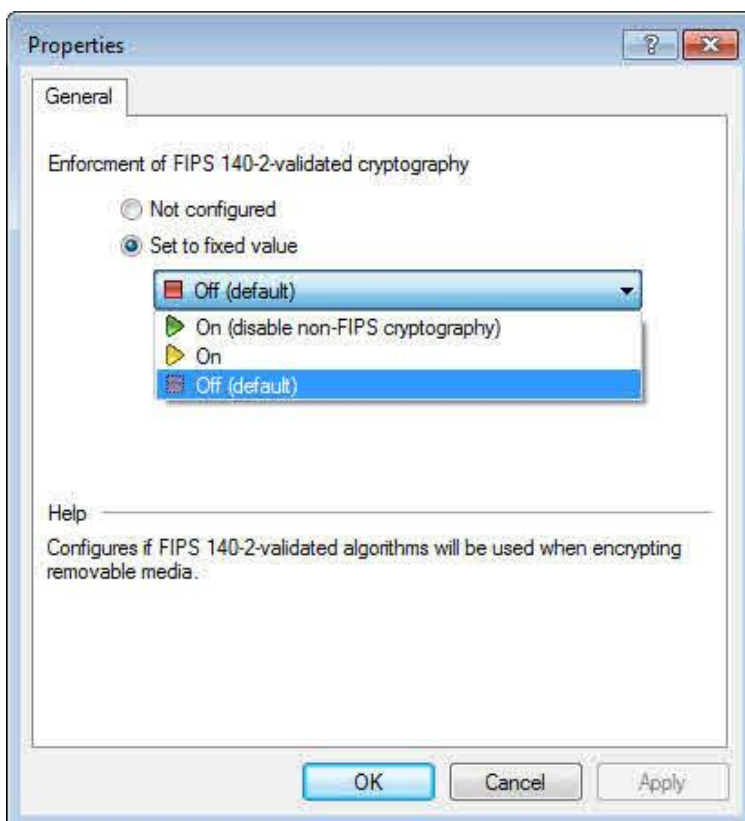 Properties
General
Enforcment of FIPS 140-2-validated cryptography
Not configured
Set to fixed value
Off (default)
On (disable non-FIPS cryptography)
On
Off (default)
Help
Configures if FIPS 140-2-validated algorithms will be used when encrypting
removable media.
OK Cancel Apply